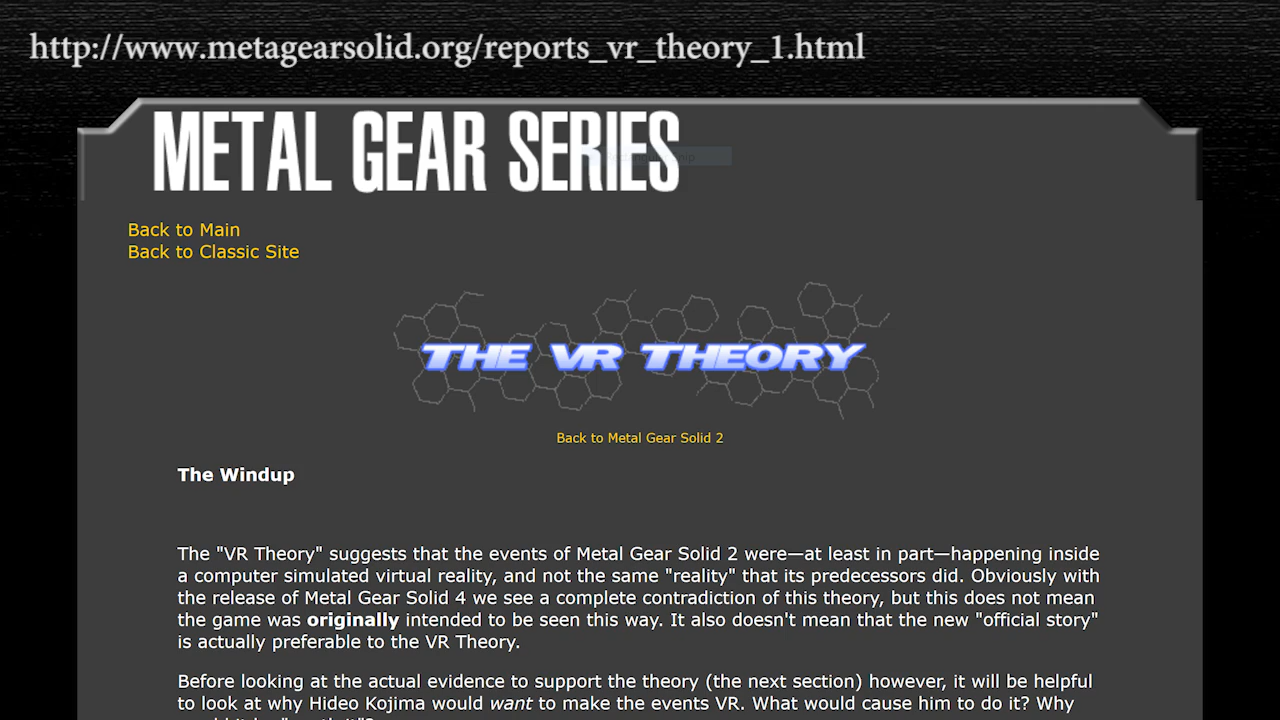 http://www.metagearsolid.org/reports_vr_theory_1.html
METAL GEAR SERIES
Back to Main
Back to Classic Site
THE VR THEORY
Back to Metal Gear Solid 2
The Windup
The "VR Theory" suggests that the events of Metal Gear Solid 2 were—at least in part—happening inside
a computer simulated virtual reality, and not the same "reality" that its predecessors did. Obviously with
the release of Metal Gear Solid 4 we see a complete contradiction of this theory, but this does not mean
the game was originally intended to be seen this way. It also doesn't mean that the new "official story"
is actually preferable to the VR Theory.
Before looking at the actual evidence to support the theory (the next section) however, it will be helpful
to look at why Hideo Kojima would want to make the events VR. What would cause him to do it? Why